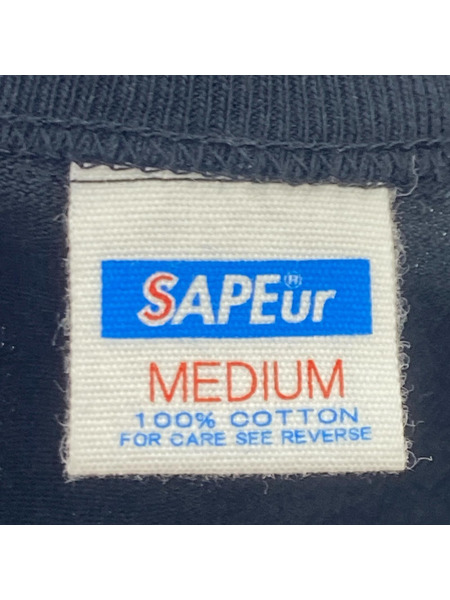 SAPEur®
MEDIUM
100% COTTON
FOR CARE SEE REVERSE